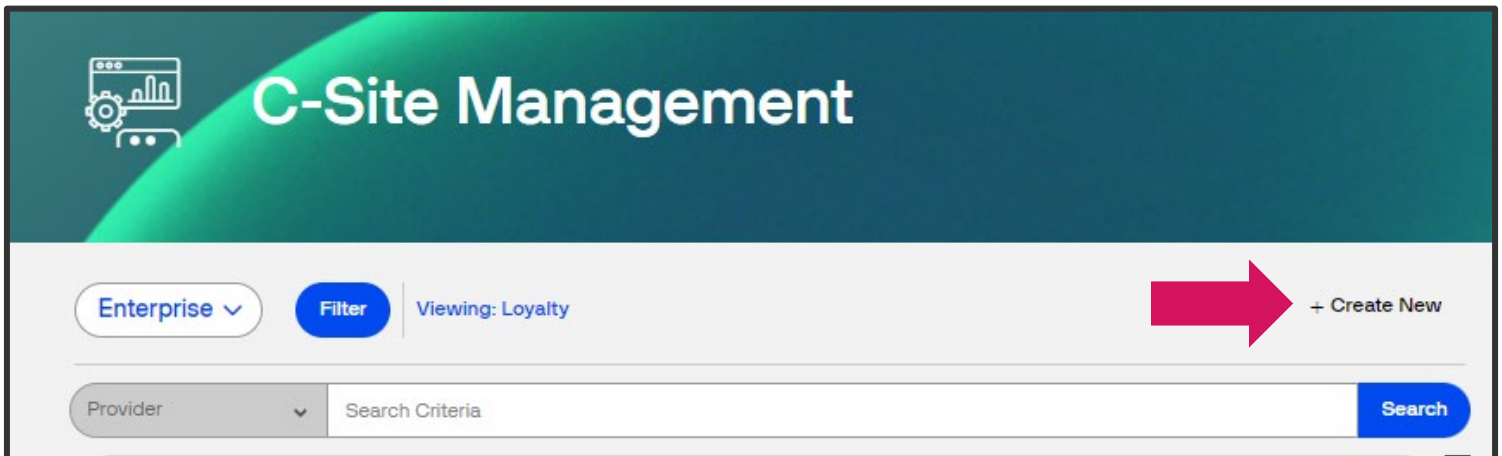 C-Site Management
Enterprise
Filter
Viewing: Loyalty
+ Create New
Provider
Search Criteria
Search